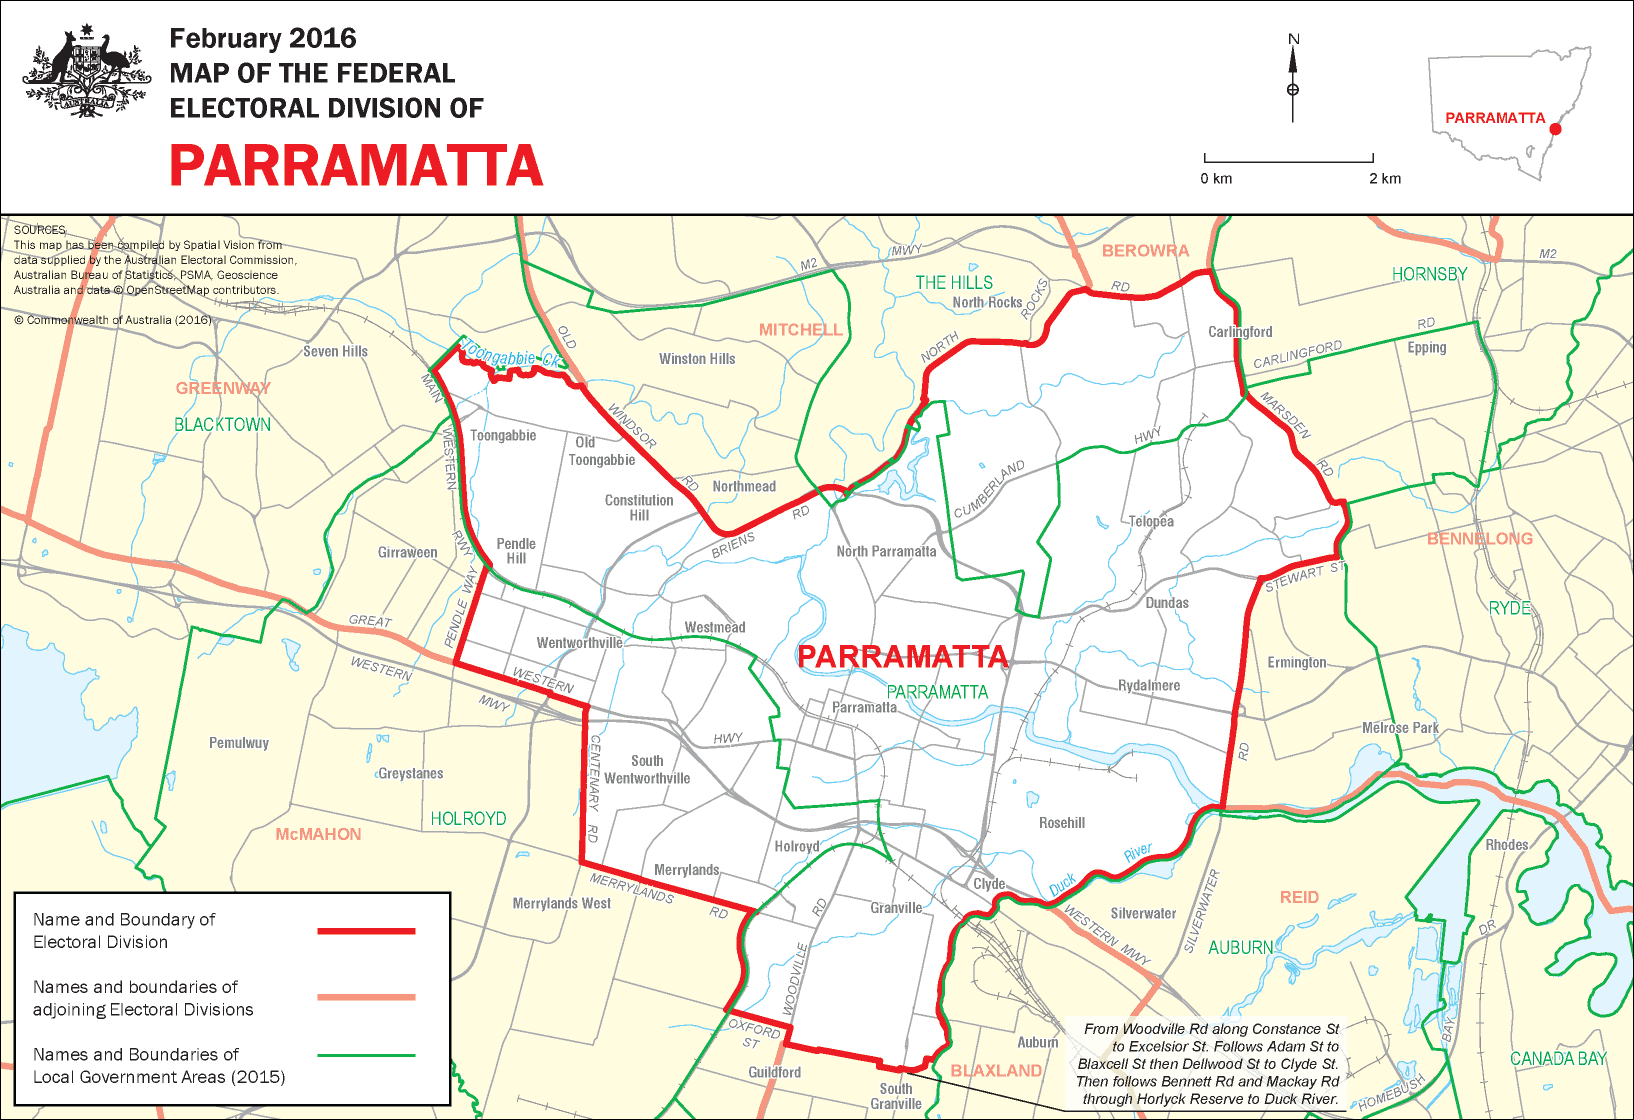 February 2016
MAP OF THE FEDERAL
ELECTORAL DIVISION OF
PARRAMATTA
AUSTRALIA
N
0 km
2 km
PARRAMATTA
SOURCES
This map has been compiled by Spatial Vision from
data supplied by the Australian Electoral Commission,
Australian Bureau of Statistics, PSMA, Geoscience
Australia and data © OpenStreetMap contributors.
© Commonwealth of Australia (2016)
BEROWRA
M2
MWY
M2
HORNSBY
THE HILLS
North Rocks
ROCKS
RD
MITCHELL
OLD
Carlingford
RD
Epping
CARLINGFORD
NORTH
Seven Hills
Toongabbie Ck
Winston Hills
GREENWAY
BLACKTOWN
MAIN
WESTERN
RWY
WINDSOR
RD
MARSDEN
RD
Toongabbie
Old
Toongabbie
HWY
CUMBERLAND
Northmead
Constitution
Hill
BRIENS
RD
Telopea
BENNELONG
Girraween
Pendle
Hill
North Parramatta
STEWART ST
PENDLE WAY
Dundas
RYDE
GREAT
WESTERN
Wentworthville
Westmead
PARRAMATTA
PARRAMATTA
Parramatta
Ermington
Rydalmere
WESTERN
MWY
HWY
RD
Melrose Park
Pemulwuy
CENTENARY RD
South
Wentworthville
Greystanes
HOLROYD
McMAHON
Rosehill
Holroyd
Rhodes
Merrylands
Duck
River
Clyde
MERRYLANDS
RD
Merrylands West
RD
WOODVILLE
Granville
WESTERN MWY
Silverwater
SILVERWATER
REID
AUBURN
DR
BAY
HOMEBUSH
CANADA BAY
OXFORD
ST
Guildford
South
Granville
BLAXLAND
Auburn
From Woodville Rd along Constance St
to Excelsior St. Follows Adam St to
Blaxcell St then Dellwood St to Clyde St.
Then follows Bennett Rd and Mackay Rd
through Horlyck Reserve to Duck River.
Name and Boundary of
Electoral Division
Names and boundaries of
adjoining Electoral Divisions
Names and Boundaries of
Local Government Areas (2015)